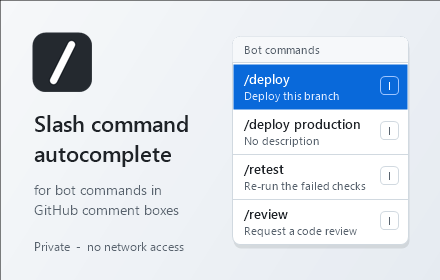 Slash command
autocomplete
for bot commands in
GitHub comment boxes
Private - no network access
Bot commands
/deploy
Deploy this branch
/deploy production
No description
/retest
Re-run the failed checks
/review
Request a code review